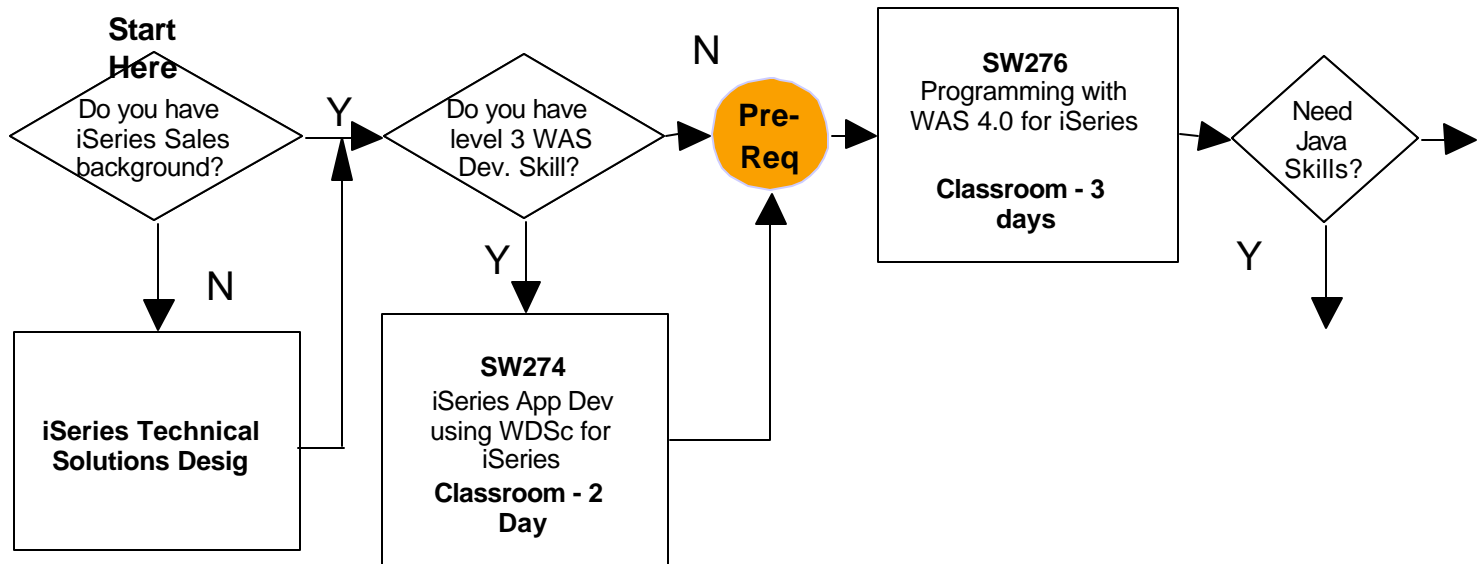 Start
Here
Do you have
iSeries Sales
background?
Y
N
iSeries Technical
Solutions Desig
Do you have
level 3 WAS
Dev. Skill?
N
Y
SW274
iSeries App Dev
using WDSc for
iSeries
Classroom - 2
Day
Pre-
Req
SW276
Programming with
WAS 4.0 for iSeries
Classroom - 3
days
Need
Java
Skills?
Y